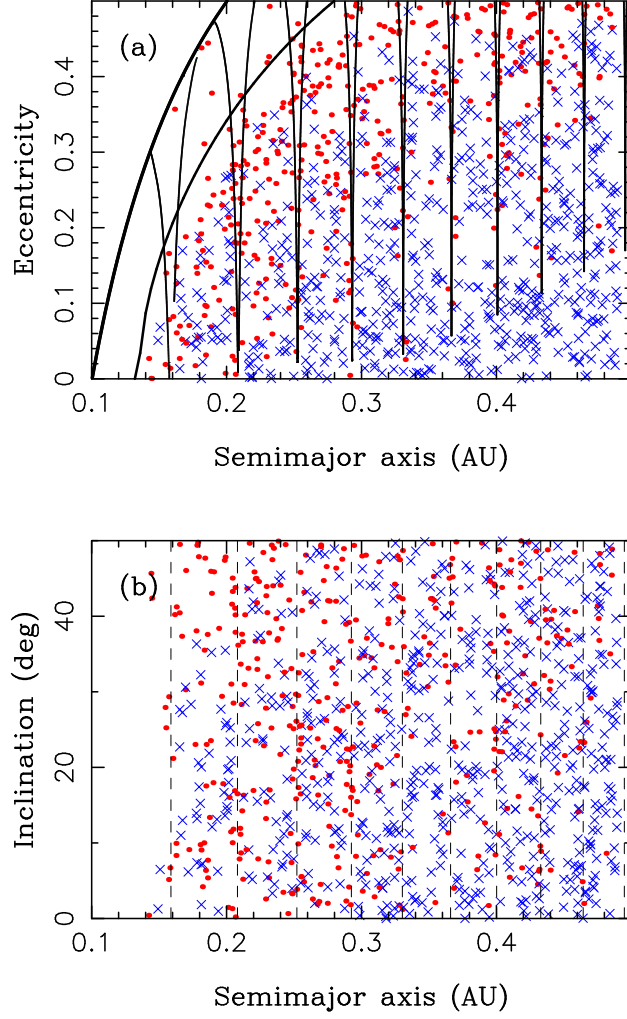 (a)
0.4
0.3
0.2
0.1
0
Eccentricity
0.1 0.2 0.3 0.4
Semimajor axis (AU)
(b)
40
20
0
Inclination (deg)
0.1 0.2 0.3 0.4
Semimajor axis (AU)